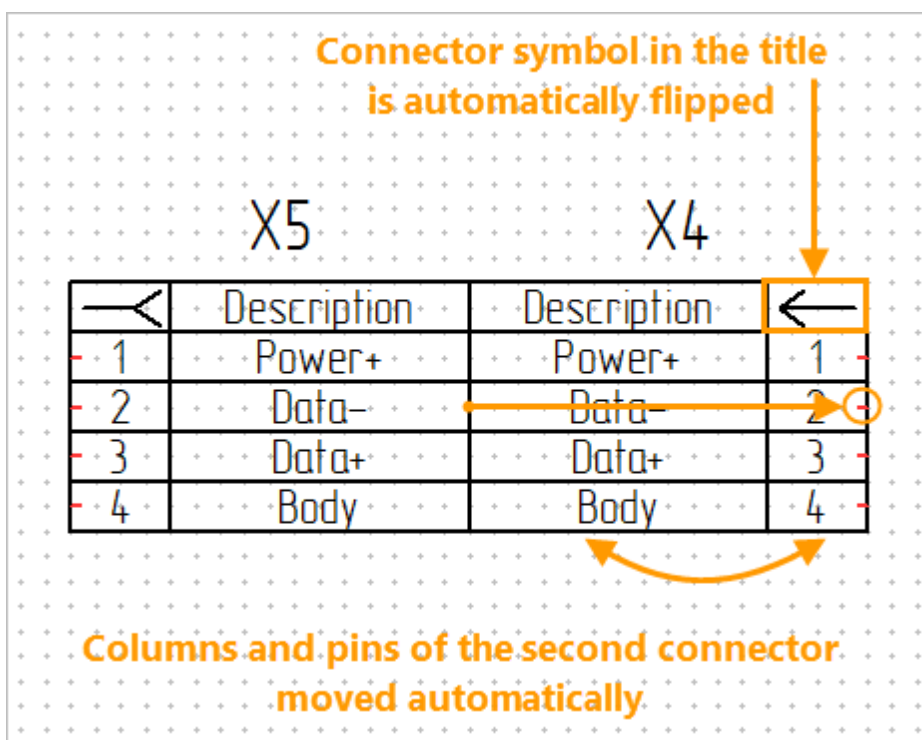 Connector symbol in the title
is automatically flipped
X5 X4
Description Description
1 Power+ Power+ 1
2 Data- Data- 2
3 Data+ Data+ 3
4 Body Body 4
Columns and pins of the second connector
moved automatically